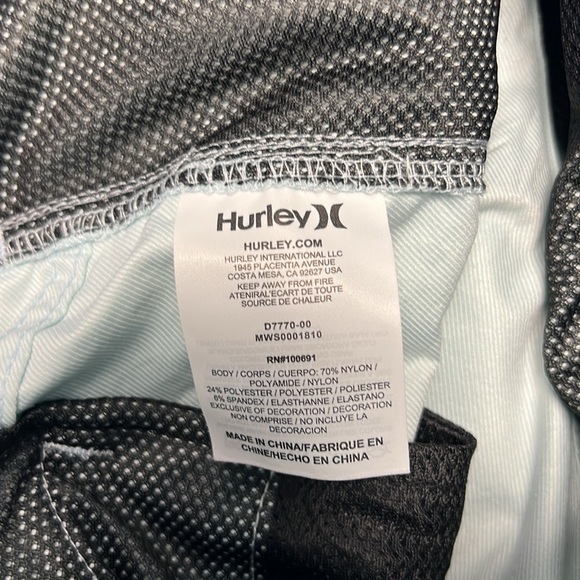 Hurley
HURLEY.COM
HURLEY INTERNATIONAL LLC
1945 PLACENTIA AVENUE
COSTA MESA, CA 92627 USA
KEEP AWAY FROM FIRE
ATENIRAL'ECART DE TOUTE
SOURCE DE CHALEUR
D7770-00
MWS0001810
RN#100691
BODY / CORPS / CUERPO: 70% NYLON /
POLYAMIDE / NYLON
24% POLYESTER / POLYESTER / POLIESTER
6% SPANDEX / ELASTHANNE / ELASTANO
EXCLUSIVE OF DECORATION / DECORATION
NON COMPRISE / NO INCLUYE LA
DECORACION
MADE IN CHINA/FABRIQUE EN
CHINE/HECHO EN CHINA